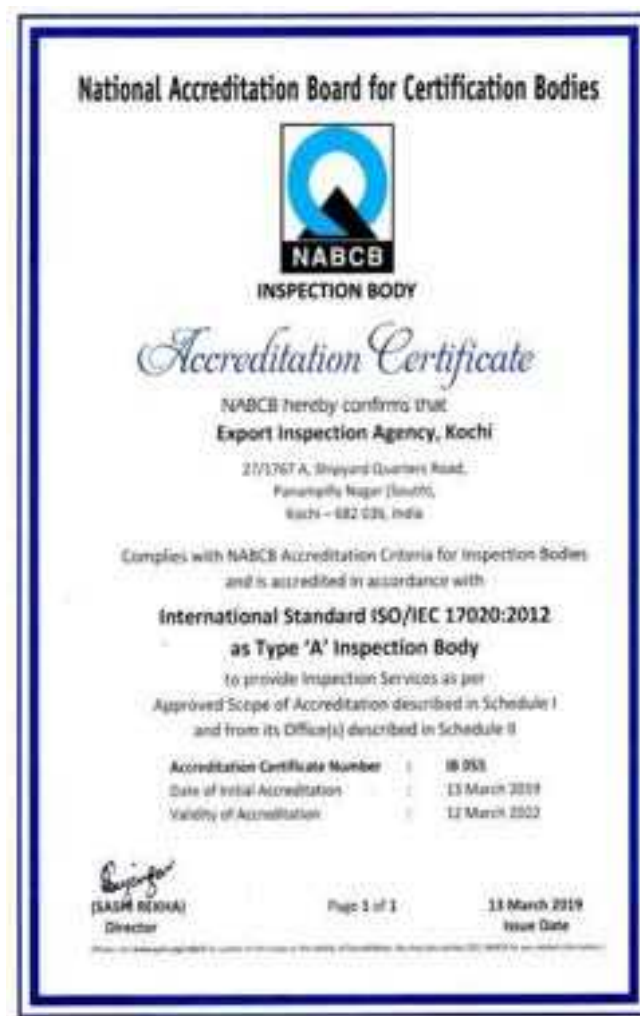 National Accreditation Board for Certification Bodies
NABCB
INSPECTION BODY
Accreditation Certificate
NABCB hereby confirms that
Export Inspection Agency, Kochi
27/1767 A, Shipyard Quarters Road,
Panampilly Nagar (South),
Kochi – 682 036, India
Complies with NABCB Accreditation Criteria for Inspection Bodies
and is accredited in accordance with
International Standard ISO/IEC 17020:2012
as Type 'A' Inspection Body
to provide Inspection Services as per
Approved Scope of Accreditation described in Schedule I
and from its Office(s) described in Schedule II
Accreditation Certificate Number : IB
Date of Initial Accreditation : 13 March 2019
Validity of Accreditation : 12 March 2022
(SASHI REKHA) Page 1 of 1 13 March 2019
Director Issue Date